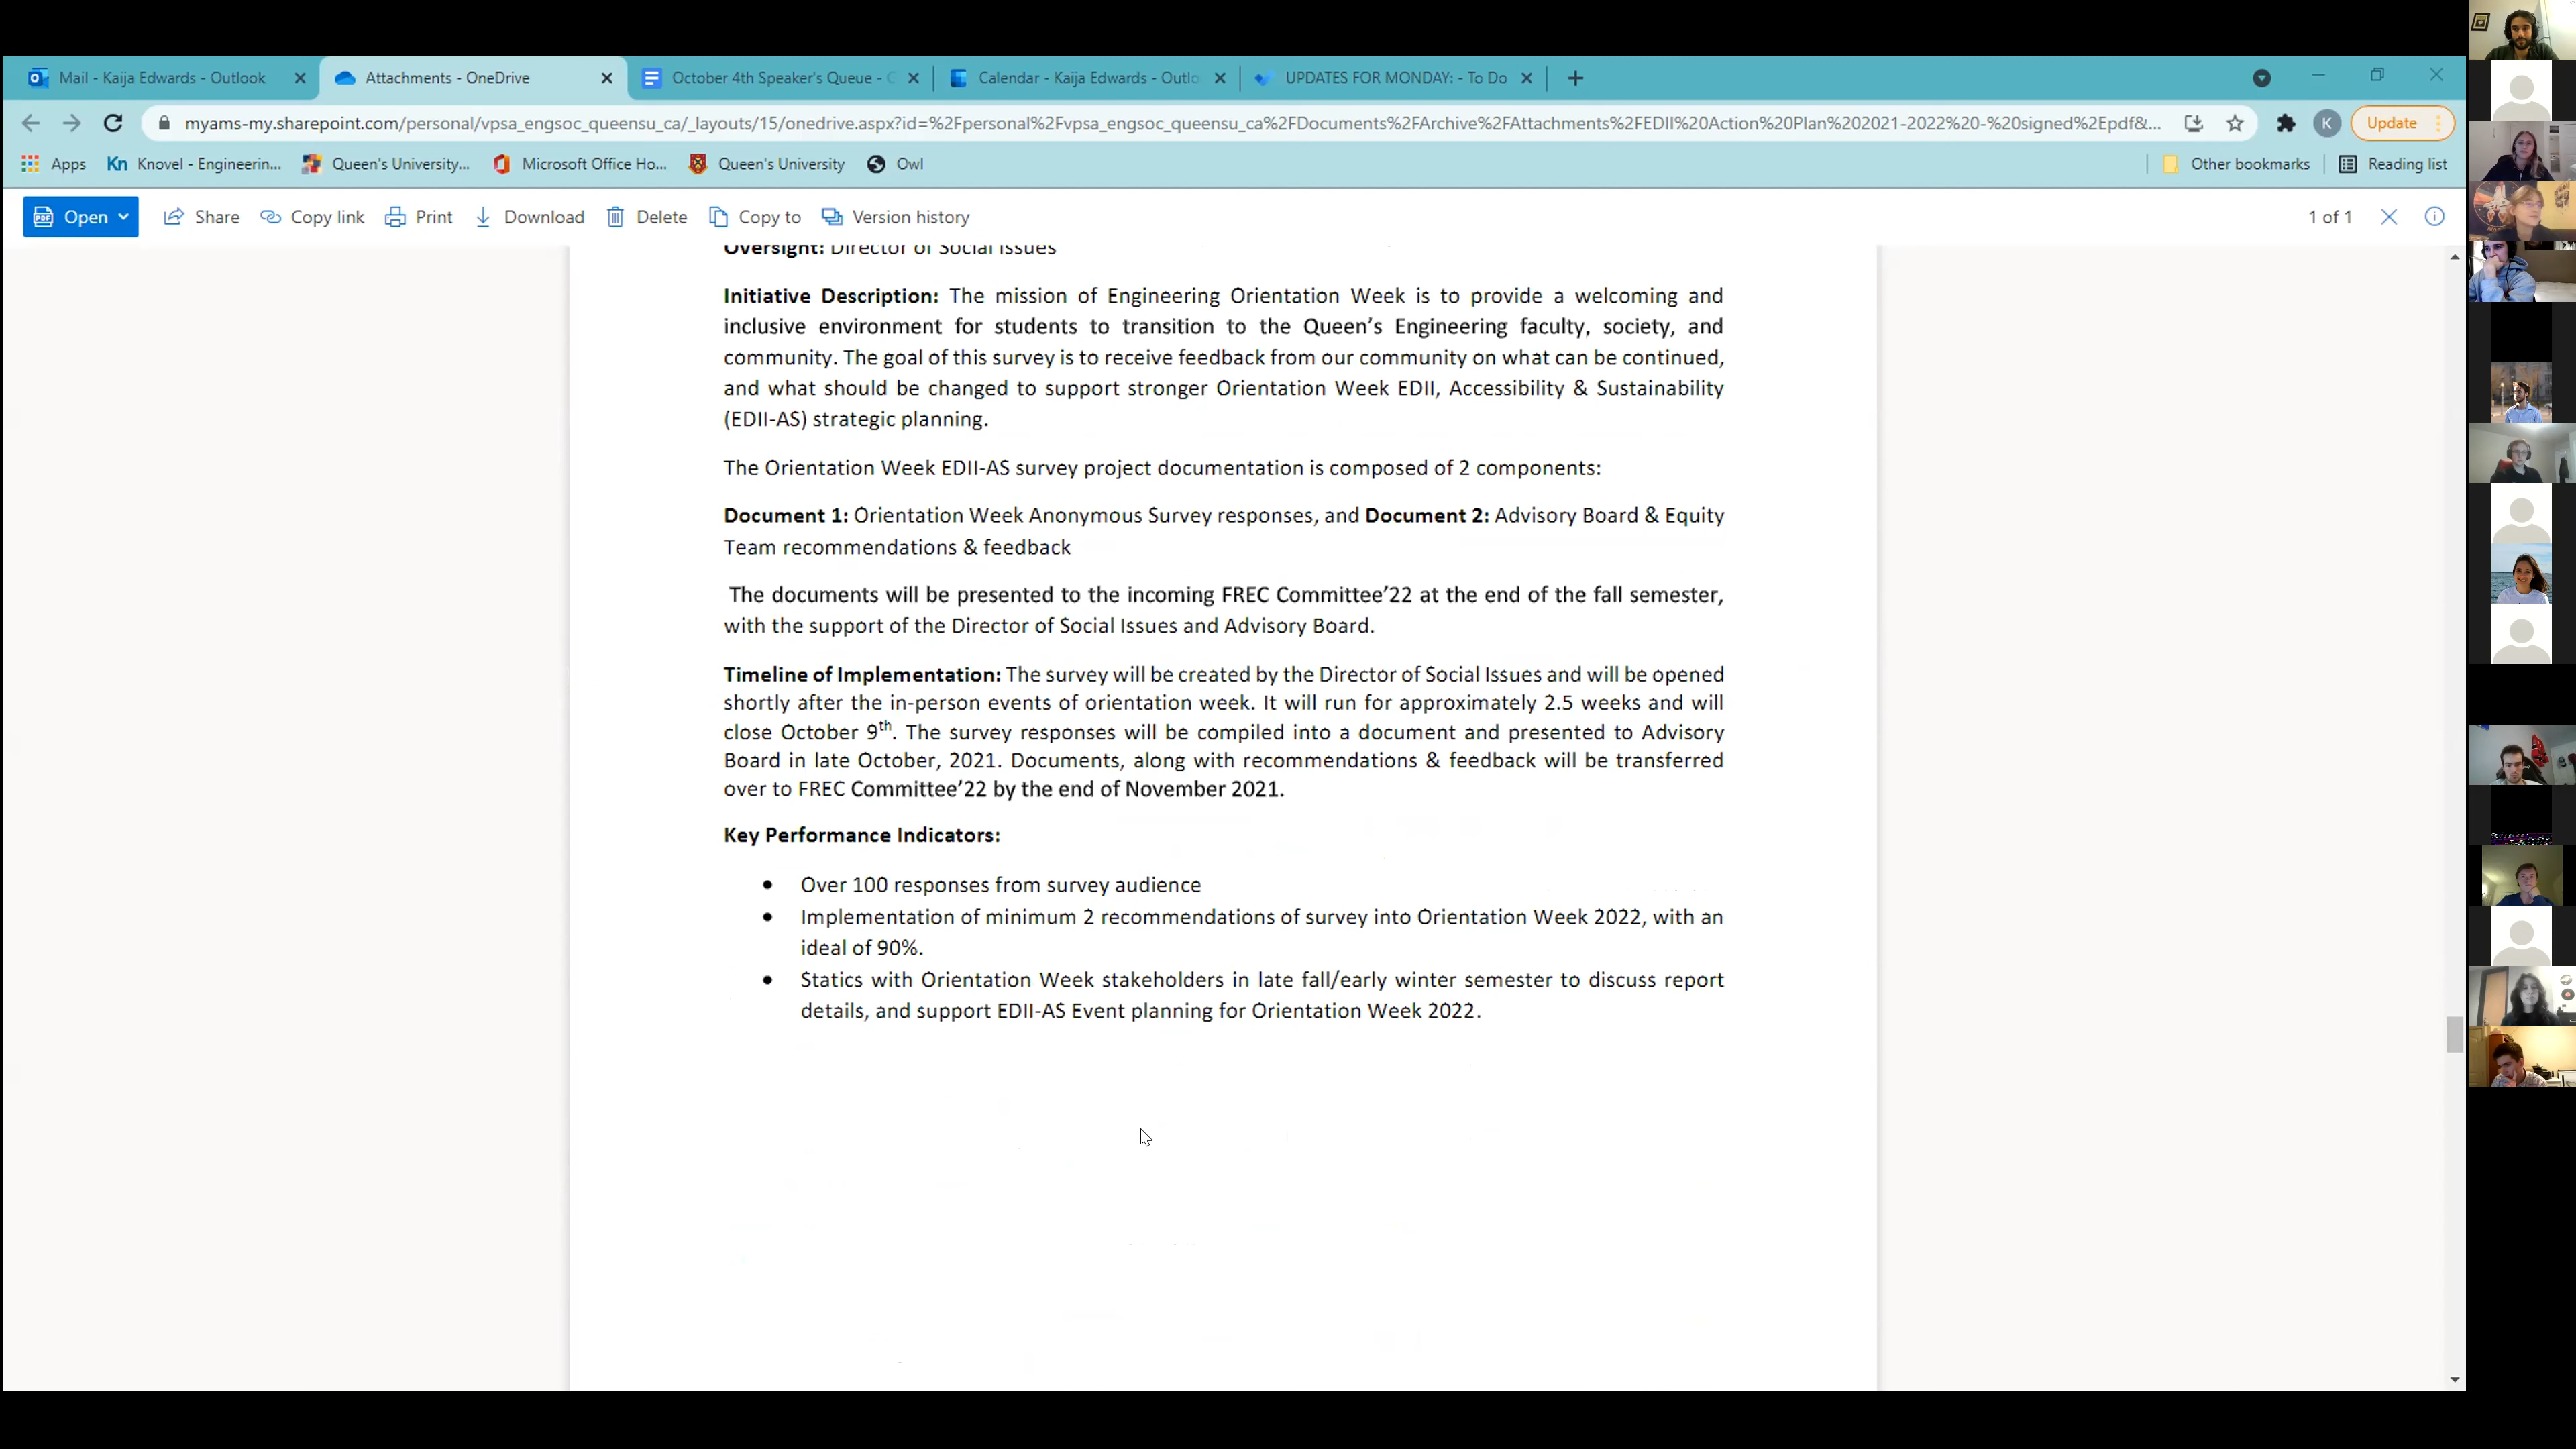 Mail - Kaija Edwards - Outlook
Attachments - OneDrive
October 4th Speaker's Queue - G
Calendar - Kaija Edwards - Outlo
UPDATES FOR MONDAY: - To Do
myams-my.sharepoint.com/personal/vpsa_engsoc_queensu_ca/_layouts/15/onedrive.aspx?id=%2Fpersonal%2Fvpsa_engsoc_queensu_ca%2FDocuments%2FArchive%2FAttachments%2FEDII%20Action%20Plan%202021-2022%20-%20signed%2Epdf&...
K
Update
Apps
Kn Knovel - Engineerin...
Queen's University...
Microsoft Office Ho...
Queen's University
Owl
Other bookmarks
Reading list
PDF Open
Share
Copy link
Print
Download
Delete
Copy to
Version history
1 of 1
Oversight: Director of Social Issues
Initiative Description: The mission of Engineering Orientation Week is to provide a welcoming and
inclusive environment for students to transition to the Queen's Engineering faculty, society, and
community. The goal of this survey is to receive feedback from our community on what can be continued,
and what should be changed to support stronger Orientation Week EDII, Accessibility & Sustainability
(EDII-AS) strategic planning.
The Orientation Week EDII-AS survey project documentation is composed of 2 components:
Document 1: Orientation Week Anonymous Survey responses, and Document 2: Advisory Board & Equity
Team recommendations & feedback
The documents will be presented to the incoming FREC Committee'22 at the end of the fall semester,
with the support of the Director of Social Issues and Advisory Board.
Timeline of Implementation: The survey will be created by the Director of Social Issues and will be opened
shortly after the in-person events of orientation week. It will run for approximately 2.5 weeks and will
close October 9th. The survey responses will be compiled into a document and presented to Advisory
Board in late October, 2021. Documents, along with recommendations & feedback will be transferred
over to FREC Committee'22 by the end of November 2021.
Key Performance Indicators:
• Over 100 responses from survey audience
• Implementation of minimum 2 recommendations of survey into Orientation Week 2022, with an
ideal of 90%.
• Statics with Orientation Week stakeholders in late fall/early winter semester to discuss report
details, and support EDII-AS Event planning for Orientation Week 2022.